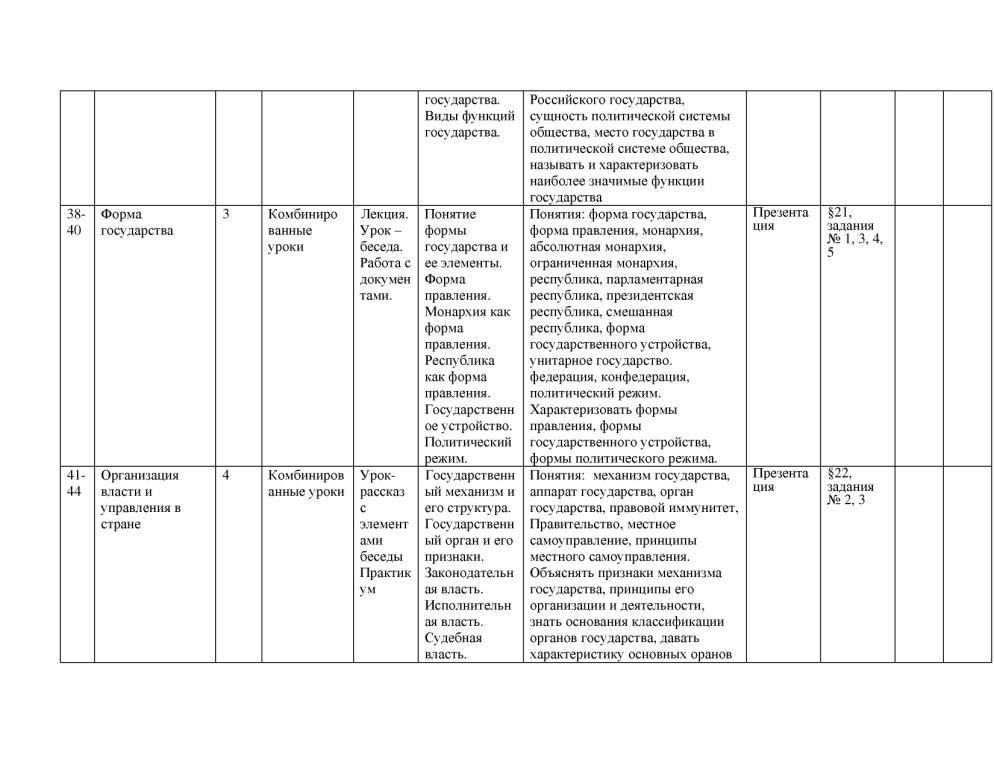 государства.
Виды функций
государства.
Российского государства,
сущность политической системы
общества, место государства в
политической системе общества,
называть и характеризовать
наиболее значимые функции
государства
38-
40
Форма
государства
3
Комбиниро
ванные
уроки
Лекция.
Урок –
беседа.
Работа с
докумен
тами.
Понятие
формы
государства и
ее элементы.
Форма
правления.
Монархия как
форма
правления.
Республика
как форма
правления.
Государственн
ое устройство.
Политический
режим.
Понятия: форма государства,
форма правления, монархия,
абсолютная монархия,
ограниченная монархия,
республика, парламентарная
республика, президентская
республика, смешанная
республика, форма
государственного устройства,
унитарное государство.
федерация, конфедерация,
политический режим.
Характеризовать формы
правления, формы
государственного устройства,
формы политического режима.
Презента
ция
§21,
задания
№ 1, 3, 4,
5
41-
44
Организация
власти и
управления в
стране
4
Комбиниров
анные уроки
Урок-
рассказ
с
элемент
ами
беседы
Практик
ум
Государственн
ый механизм и
его структура.
Государственн
ый орган и его
признаки.
Законодательн
ая власть.
Исполнительн
ая власть.
Судебная
власть.
Понятия:  механизм государства,
аппарат государства, орган
государства, правовой иммунитет,
Правительство, местное
самоуправление, принципы
местного самоуправления.
Объяснять признаки механизма
государства, принципы его
организации и деятельности,
знать основания классификации
органов государства, давать
характеристику основных оранов
Презента
ция
§22,
задания
№ 2, 3